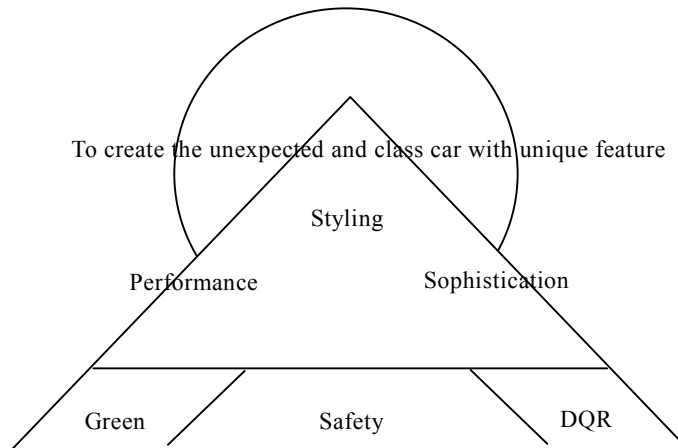 To create the unexpected and class car with unique feature
Styling
Performance Sophistication
Green Safety DQR